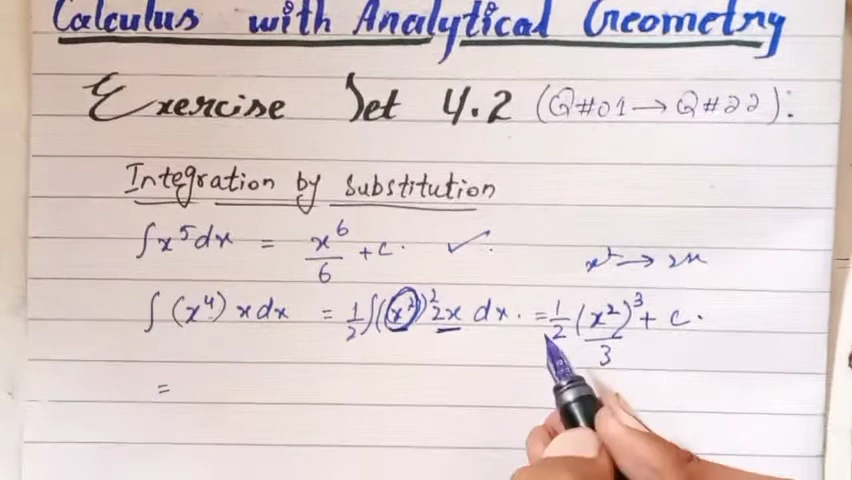 Calculus with Analytical Geometry
Exercise Set 4.2 (Q#01 → Q#22):
Integration by substitution
∫x⁵dx = x⁶/6 + c. ✓.
x² → 2x
∫(x⁴) x dx = 1/2 ∫(x²)² 2x dx. = 1/2 (x²)³/3 + c.
=